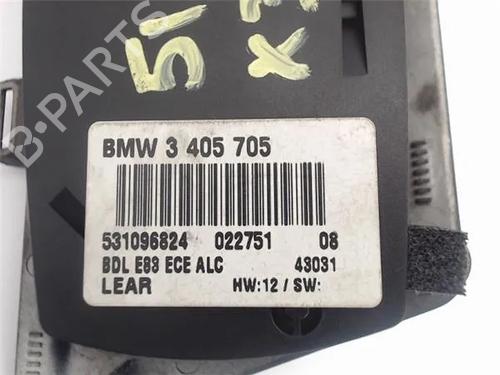 51
X3
BMW 3 405 705
531096824 022751 08
BDL E83 ECE ALC 43031
LEAR HW:12 / SW:
B-PARTS